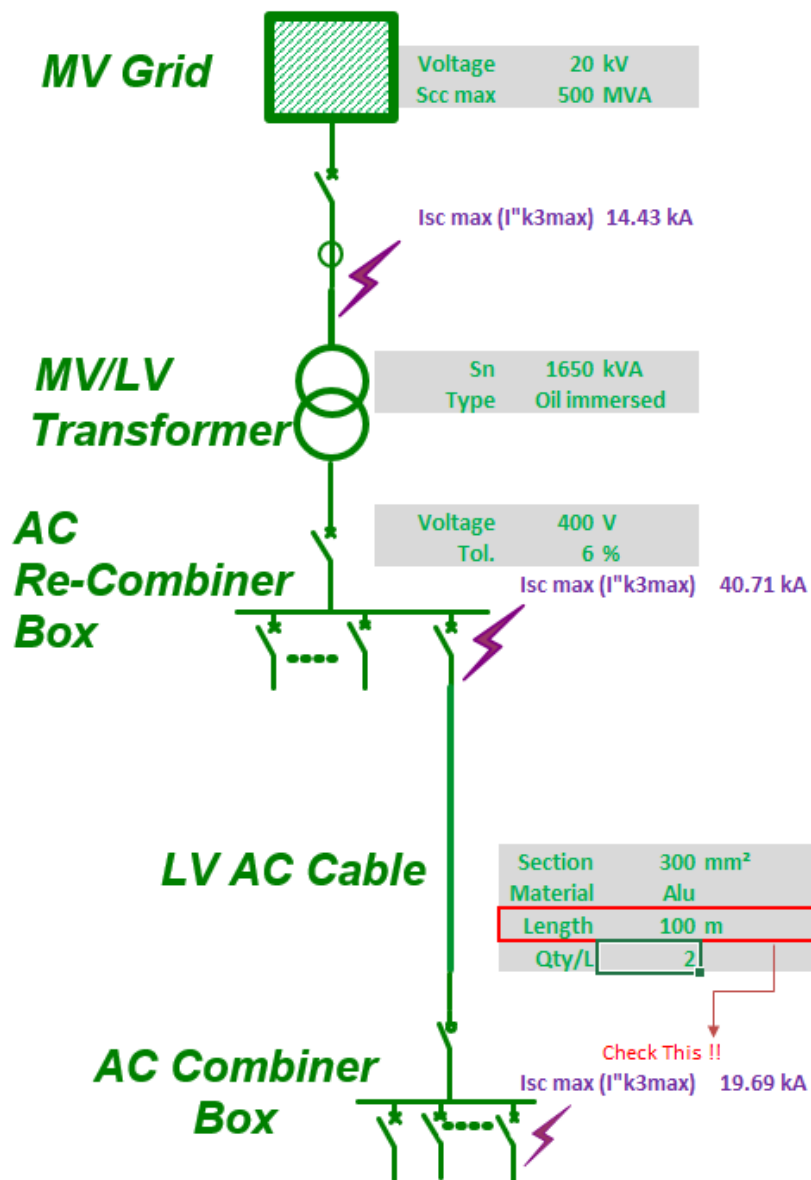 MV Grid
Voltage 20 kV
Scc max 500 MVA
Isc max (I"k3max) 14.43 kA
MV/LV
Transformer
Sn 1650 kVA
Type Oil immersed
AC
Re-Combiner
Box
Voltage 400 V
Tol. 6 %
Isc max (I"k3max) 40.71 kA
LV AC Cable
Section 300 mm²
Material Alu
Length 100 m
Qty/L 2
Check This !!
AC Combiner
Box
Isc max (I"k3max) 19.69 kA